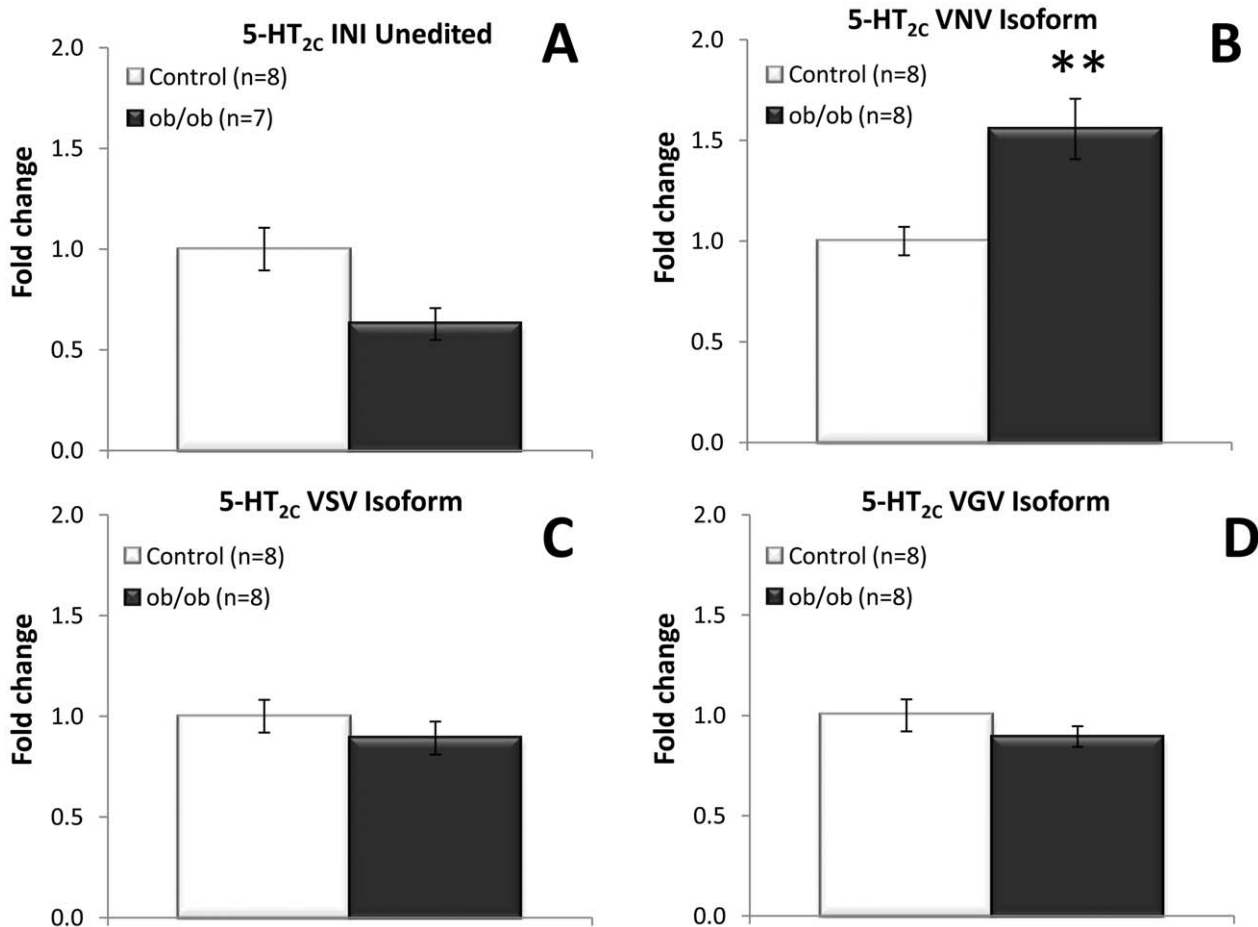 5-HT2C INI Unedited
A
2.0
Control (n=8)
ob/ob (n=7)
1.5
1.0
0.5
0.0
Fold change
5-HT2C VNV Isoform
B
2.0
Control (n=8)
**
ob/ob (n=8)
1.5
1.0
0.5
0.0
Fold change
5-HT2C VSV Isoform
C
2.0
Control (n=8)
ob/ob (n=8)
1.5
1.0
0.5
0.0
Fold change
5-HT2C VGV Isoform
D
2.0
Control (n=8)
ob/ob (n=8)
1.5
1.0
0.5
0.0
Fold change